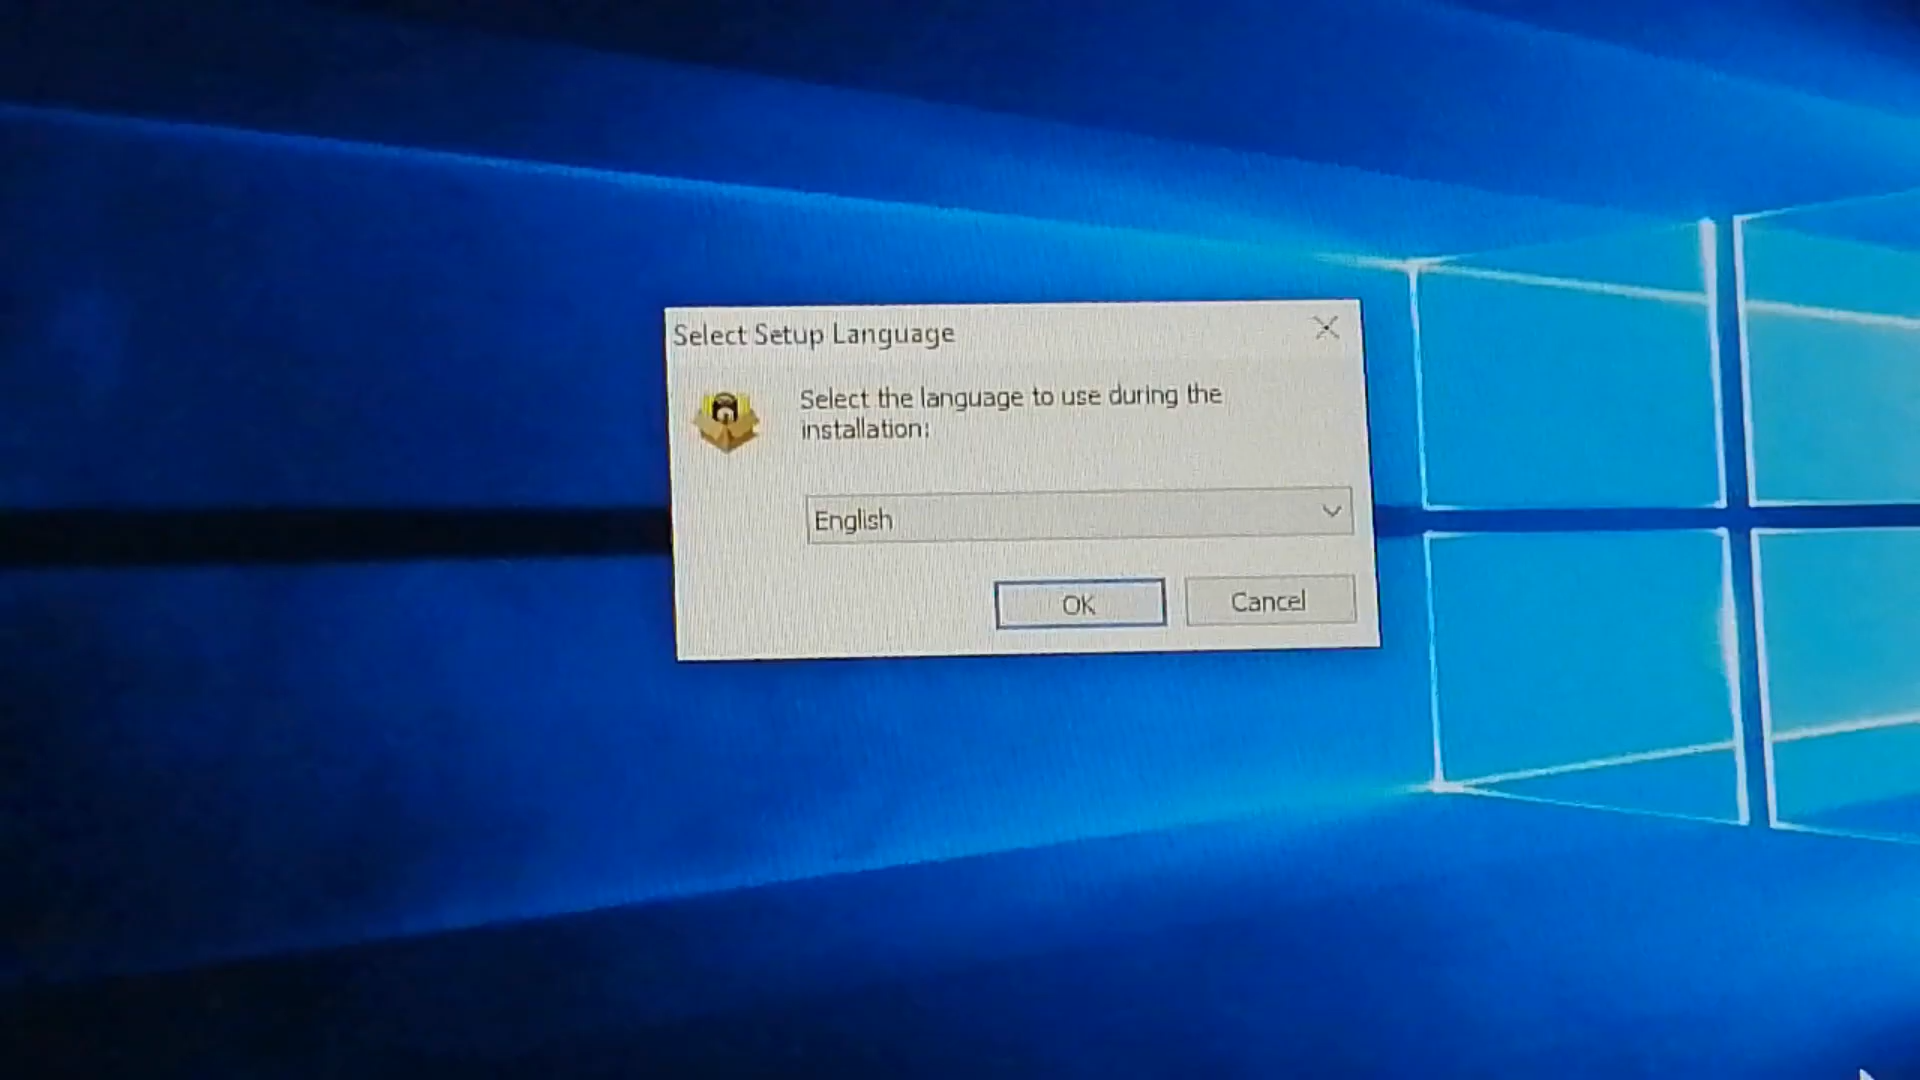 Select Setup Language
Select the language to use during the
installation:
English
OK
Cancel